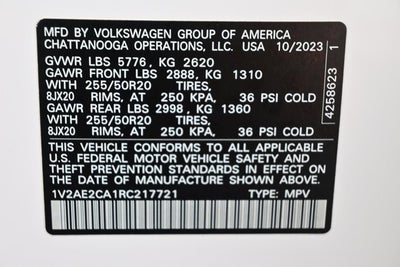 MFD BY VOLKSWAGEN GROUP OF AMERICA
CHATTANOOGA OPERATIONS, LLC. USA 10/2023
GVWR LBS 5776, KG 2620
GAWR FRONT LBS 2888, KG 1310
WITH 255/50R20 TIRES,
8JX20 RIMS, AT 250 KPA, 36 PSI COLD
GAWR REAR LBS 2998, KG 1360
WITH 255/50R20 TIRES,
8JX20 RIMS, AT 250 KPA, 36 PSI COLD
THIS VEHICLE CONFORMS TO ALL APPLICABLE
U.S. FEDERAL MOTOR VEHICLE SAFETY AND
THEFT PREVENTION STANDARDS IN EFFECT ON
THE DATE OF MANUFACTURE SHOWN ABOVE.
1V2AE2CA1RC217721 TYPE: MPV
4258623 1